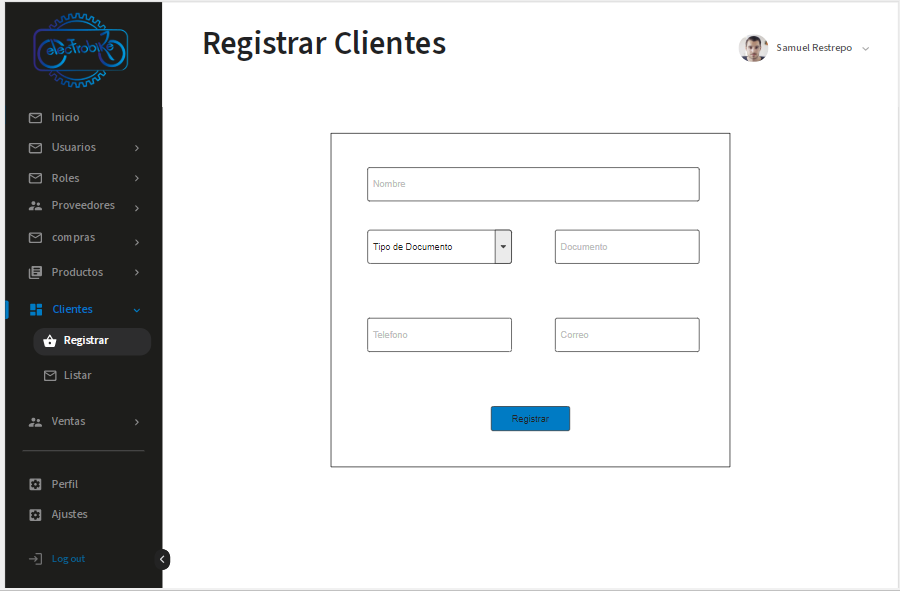 electrobike
Registrar Clientes
Samuel Restrepo
Inicio
Usuarios
Roles
Proveedores
compras
Productos
Clientes
Registrar
Listar
Ventas
Perfil
Ajustes
Log out
Nombre
Tipo de Documento
Documento
Telefono
Correo
Registrar